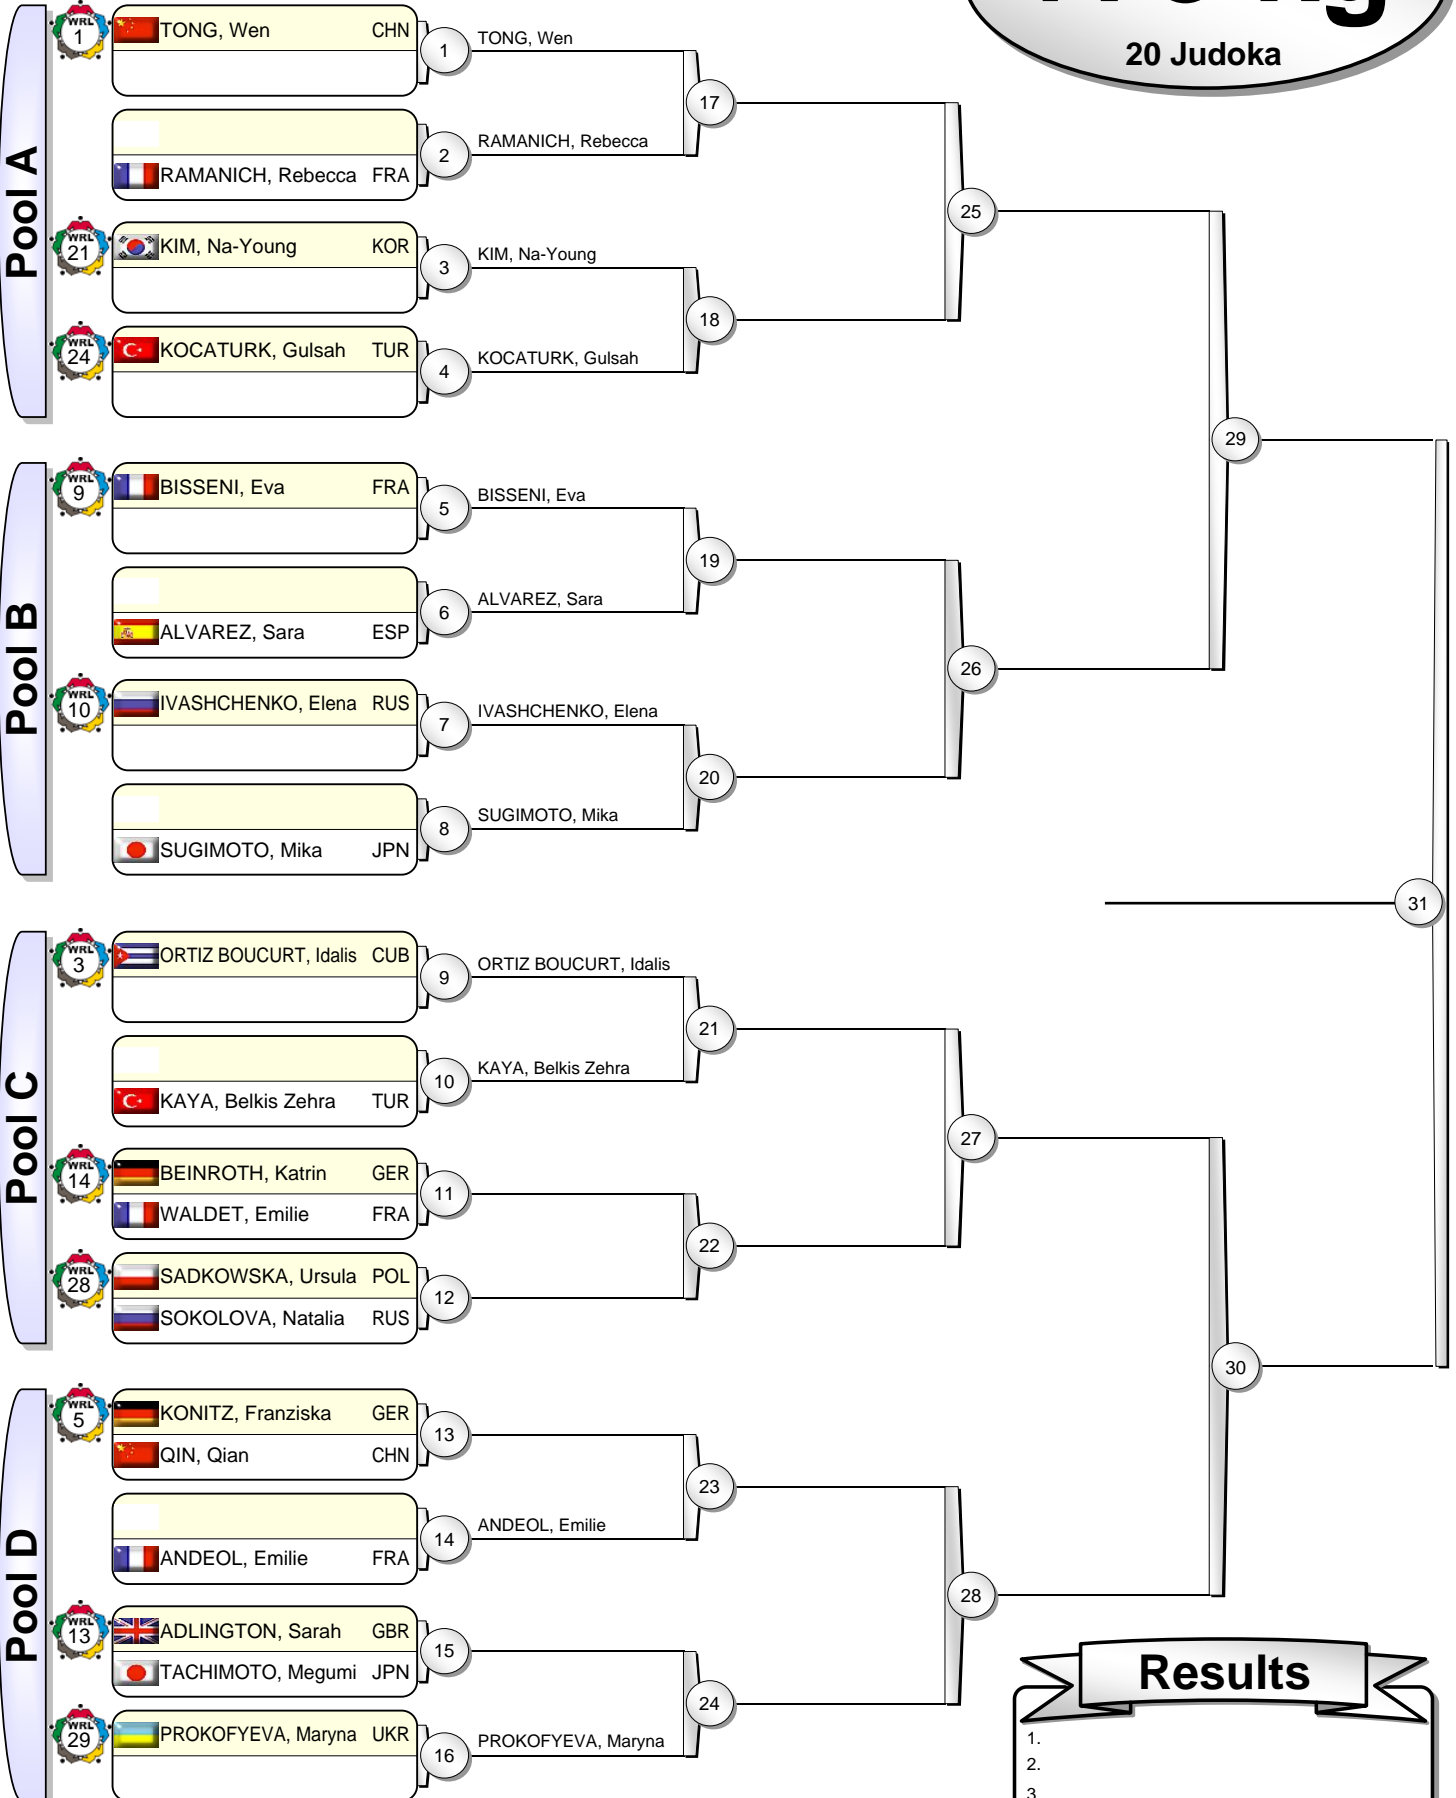 20 Judoka
Pool A
WRL 1 TONG, Wen CHN
1 TONG, Wen
17
2 RAMANICH, Rebecca
RAMANICH, Rebecca FRA
25
WRL 21 KIM, Na-Young KOR
3 KIM, Na-Young
18
WRL 24 KOCATURK, Gulsah TUR
4 KOCATURK, Gulsah
29
Pool B
WRL 9 BISSENI, Eva FRA
5 BISSENI, Eva
19
6 ALVAREZ, Sara
ALVAREZ, Sara ESP
26
WRL 10 IVASHCHENKO, Elena RUS
7 IVASHCHENKO, Elena
20
8 SUGIMOTO, Mika
SUGIMOTO, Mika JPN
31
Pool C
WRL 3 ORTIZ BOUCURT, Idalis CUB
9 ORTIZ BOUCURT, Idalis
21
10 KAYA, Belkis Zehra
KAYA, Belkis Zehra TUR
27
WRL 14 BEINROTH, Katrin GER
11
WALDET, Emilie FRA
22
WRL 28 SADKOWSKA, Ursula POL
12
SOKOLOVA, Natalia RUS
30
Pool D
WRL 5 KONITZ, Franziska GER
13
QIN, Qian CHN
23
14 ANDEOL, Emilie
ANDEOL, Emilie FRA
28
WRL 13 ADLINGTON, Sarah GBR
15
TACHIMOTO, Megumi JPN
24
WRL 29 PROKOFYEVA, Maryna UKR
16 PROKOFYEVA, Maryna
Results
1.
2.
3